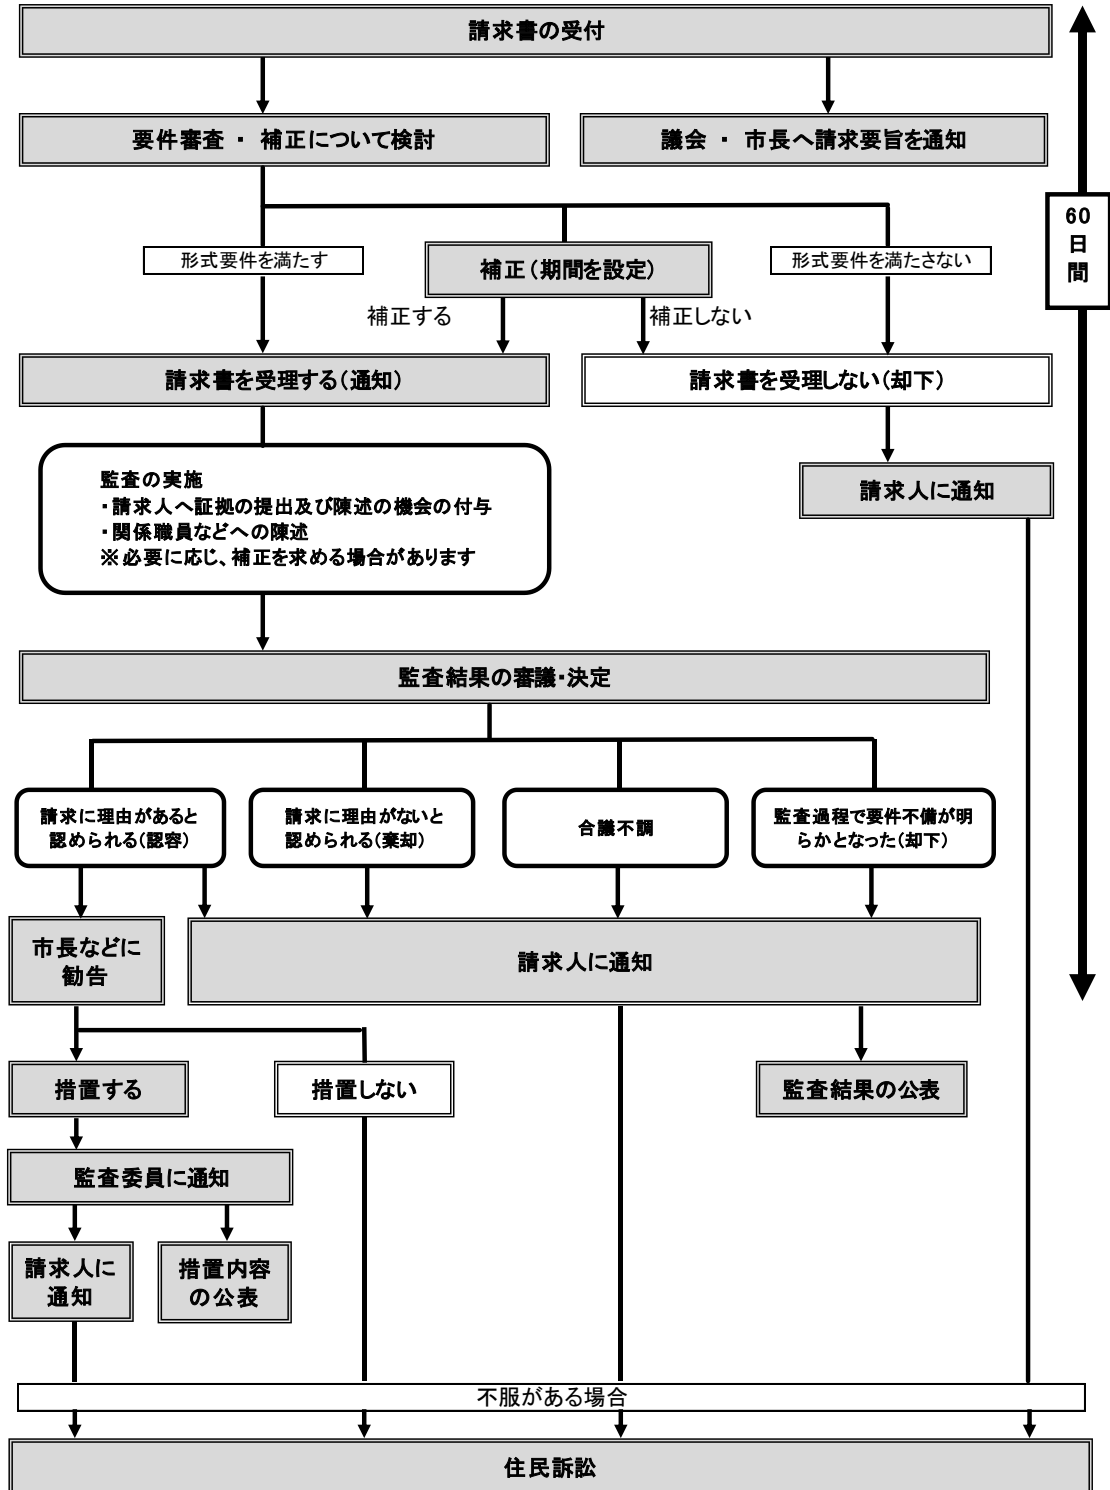 請求書の受付
要件審査 ・ 補正について検討
議会 ・ 市長へ請求要旨を通知
60
日
間
形式要件を満たす
補正(期間を設定)
形式要件を満たさない
補正する
補正しない
請求書を受理する(通知)
請求書を受理しない(却下)
監査の実施
・請求人へ証拠の提出及び陳述の機会の付与
・関係職員などへの陳述
※必要に応じ、補正を求める場合があります
請求人に通知
監査結果の審議・決定
請求に理由があると
認められる(認容)
請求に理由がないと
認められる(棄却)
合議不調
監査過程で要件不備が明
らかとなった(却下)
市長などに
勧告
請求人に通知
措置する
措置しない
監査結果の公表
監査委員に通知
請求人に
通知
措置内容
の公表
不服がある場合
住民訴訟